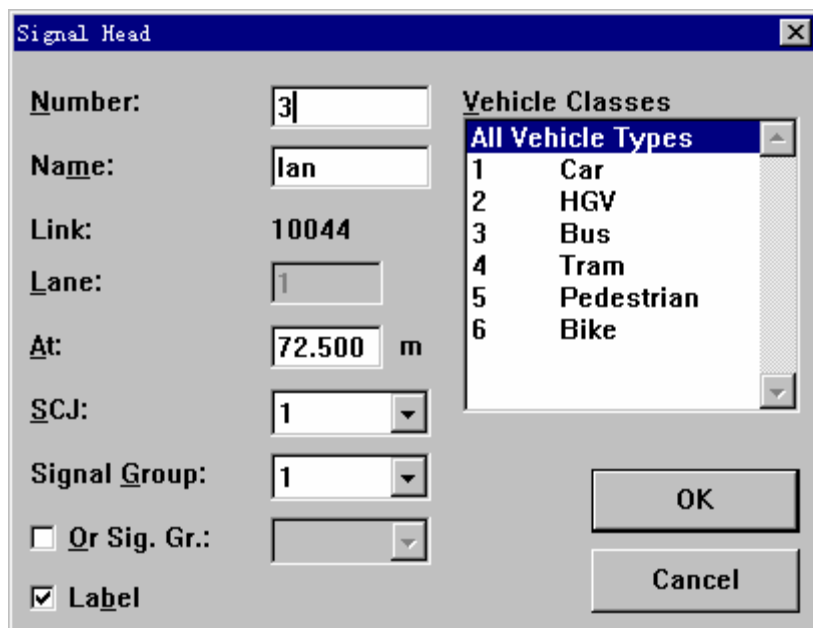 Signal Head
Number: 3
Name: Ian
Link: 10044
Lane: 1
At: 72.500 m
SCJ: 1
Signal Group: 1
Or Sig. Gr.:
Label
Vehicle Classes
All Vehicle Types
1 Car
2 HGV
3 Bus
4 Tram
5 Pedestrian
6 Bike
OK
Cancel